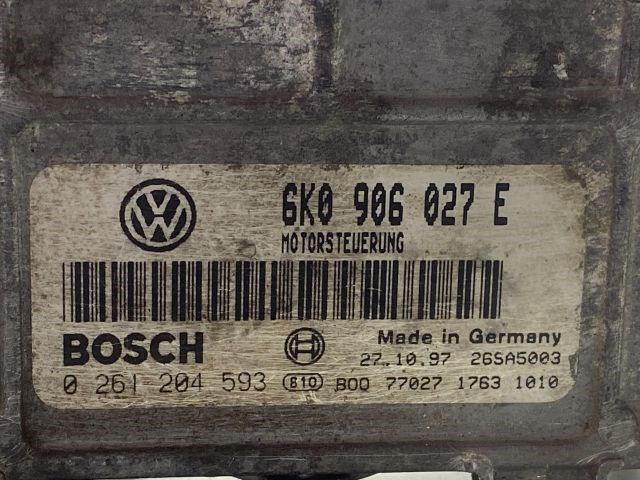 6K0 906 027 E
MOTORSTEUERUNG
BOSCH
Made in Germany
27.10.97 26SA5003
0 261 204 593 810 B00 77027 1763 1010